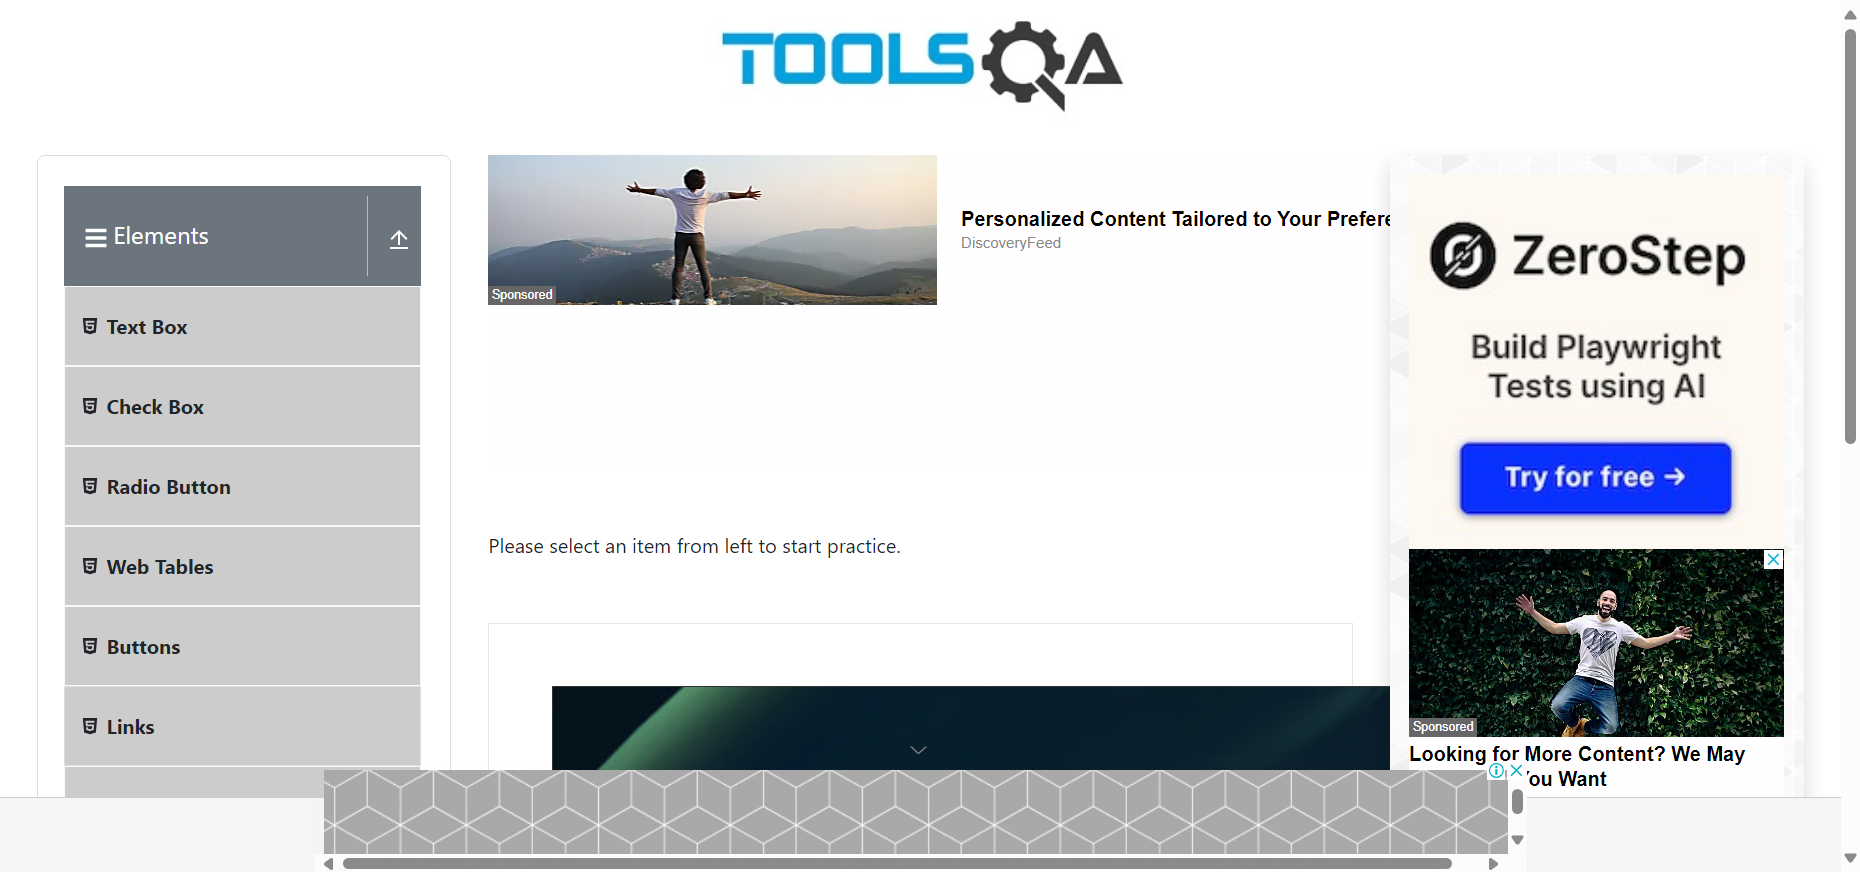 TOOLSQA
Elements
Text Box
Check Box
Radio Button
Web Tables
Buttons
Links
Sponsored
Personalized Content Tailored to Your Prefere
DiscoveryFeed
Please select an item from left to start practice.
ZeroStep
Build Playwright
Tests using AI
Try for free →
Sponsored
Looking for More Content? We May
You Want